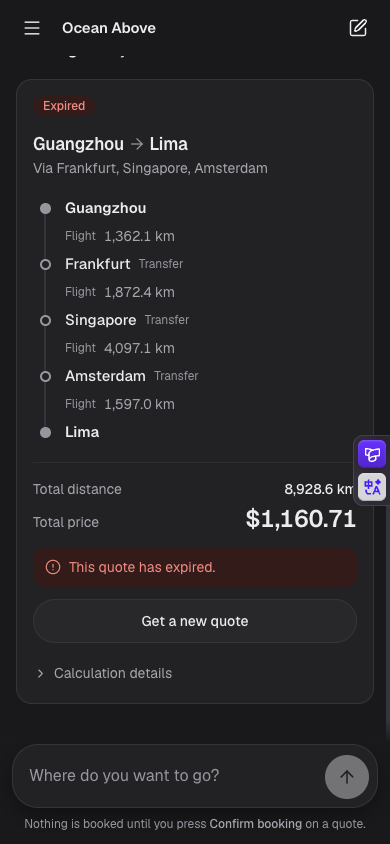 Ocean Above
Expired
Guangzhou → Lima
Via Frankfurt, Singapore, Amsterdam
Guangzhou
Flight 1,362.1 km
Frankfurt Transfer
Flight 1,872.4 km
Singapore Transfer
Flight 4,097.1 km
Amsterdam Transfer
Flight 1,597.0 km
Lima
Total distance 8,928.6 km
Total price $1,160.71
This quote has expired.
Get a new quote
Calculation details
Where do you want to go?
Nothing is booked until you press Confirm booking on a quote.